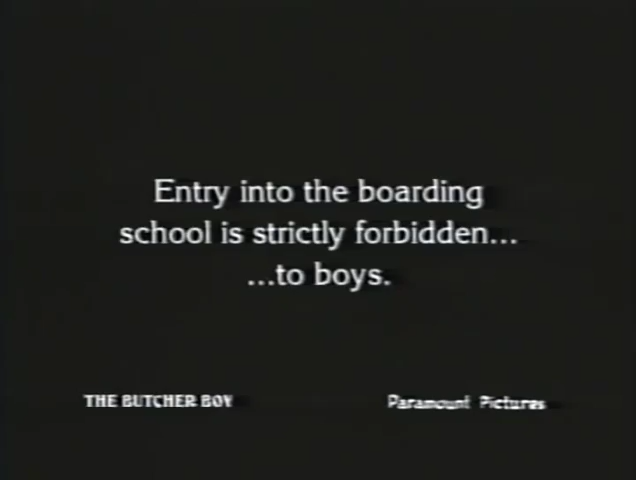 Entry into the boarding
school is strictly forbidden...
...to boys.
THE BUTCHER BOY
Paramount Pictures